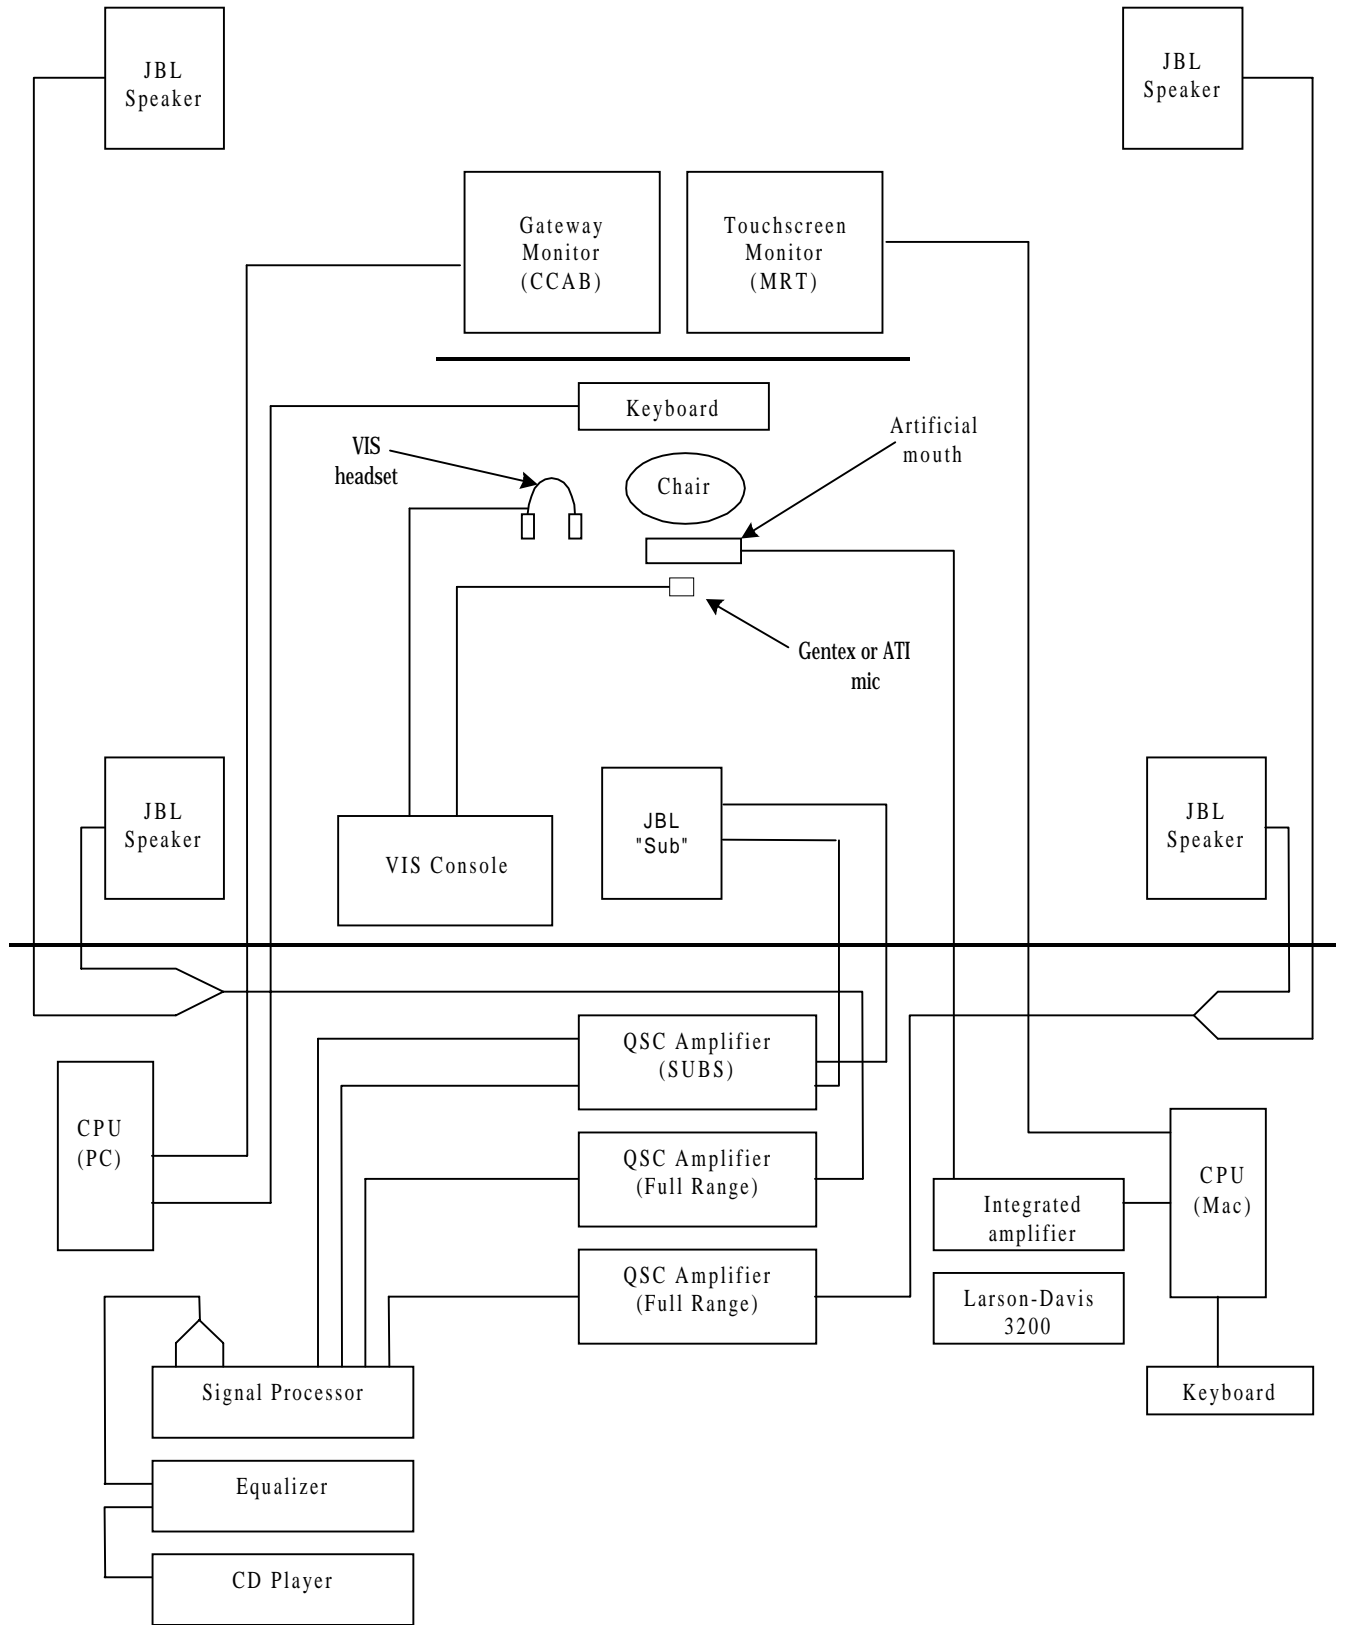 JBL
Speaker
JBL
Speaker
Gateway
Monitor
(CCAB)
Touchscreen
Monitor
(MRT)
Keyboard
Artificial
mouth
VIS
headset
Chair
Gentex or ATI
mic
JBL
Speaker
VIS Console
JBL
"Sub"
JBL
Speaker
QSC Amplifier
(SUBS)
CPU
(PC)
QSC Amplifier
(Full Range)
Integrated
amplifier
CPU
(Mac)
QSC Amplifier
(Full Range)
Larson-Davis
3200
Signal Processor
Keyboard
Equalizer
CD Player